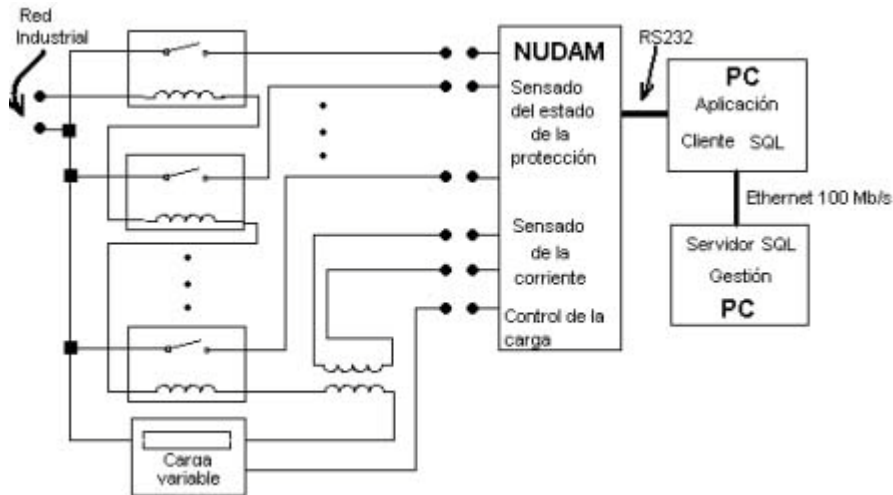 Red
Industrial
NUDAM
Sensado
del estado
de la
protección
Sensado
de la
corriente
Control de la
carga
RS232
PC
Aplicación
Cliente SQL
Ethernet 100 Mb/s
Servidor SQL
Gestión
PC
Carga
variable